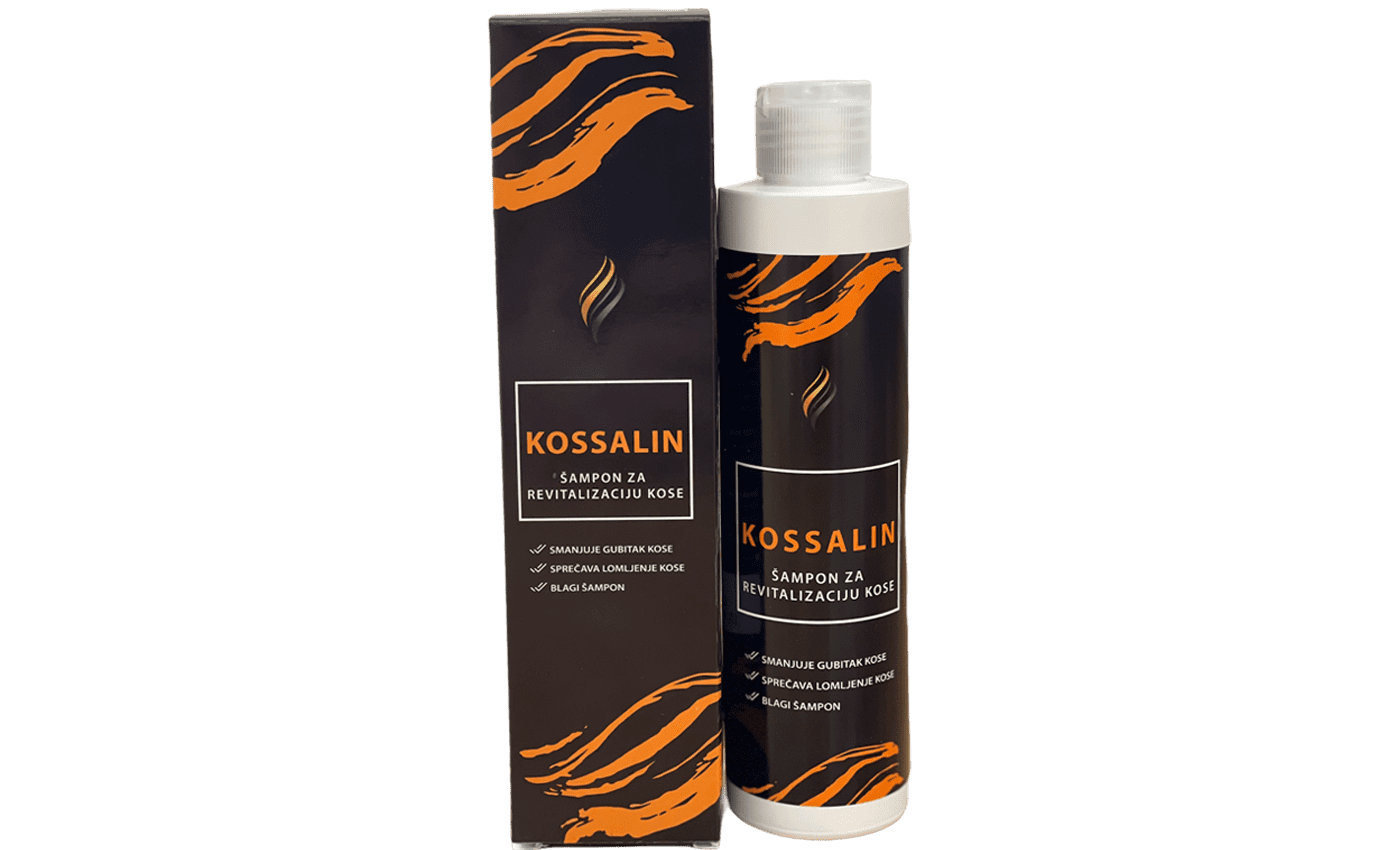 KOSSALIN
ŠAMPON ZA
REVITALIZACIJU KOSE
SMANJUJE GUBITAK KOSE
SPREČAVA LOMLJENJE KOSE
BLAGI ŠAMPON
KOSSALIN
ŠAMPON ZA
REVITALIZACIJU KOSE
SMANJUJE GUBITAK KOSE
SPREČAVA LOMLJENJE KOSE
BLAGI ŠAMPON